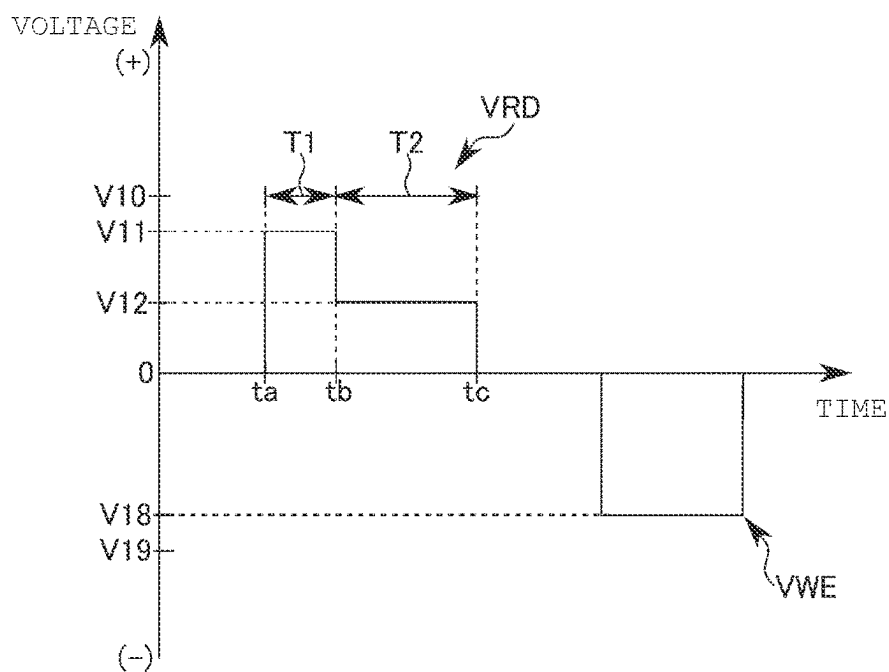 VOLTAGE
(+)
VRD
T1
T2
V10
V11
V12
0
ta
tb
tc
TIME
V18
V19
VWE
(-)